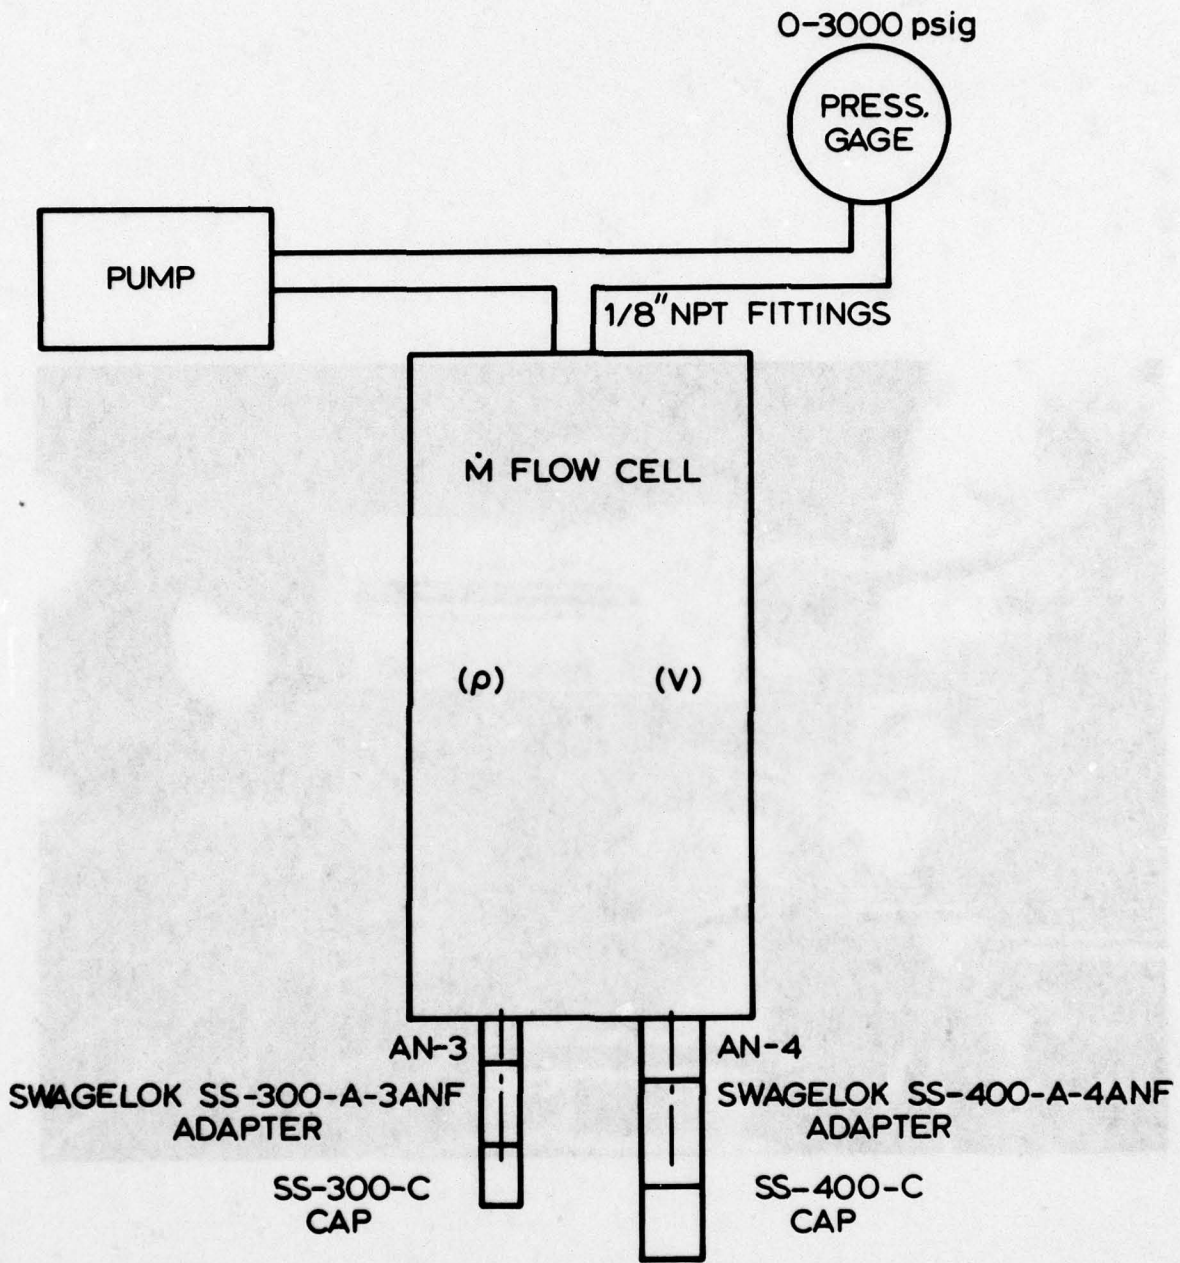 0-3000 psig
PRESS.
GAGE
PUMP
1/8" NPT FITTINGS
Ṁ FLOW CELL
(ρ)
(V)
AN-3
SWAGELOK SS-300-A-3ANF
ADAPTER
SS-300-C
CAP
AN-4
SWAGELOK SS-400-A-4ANF
ADAPTER
SS-400-C
CAP